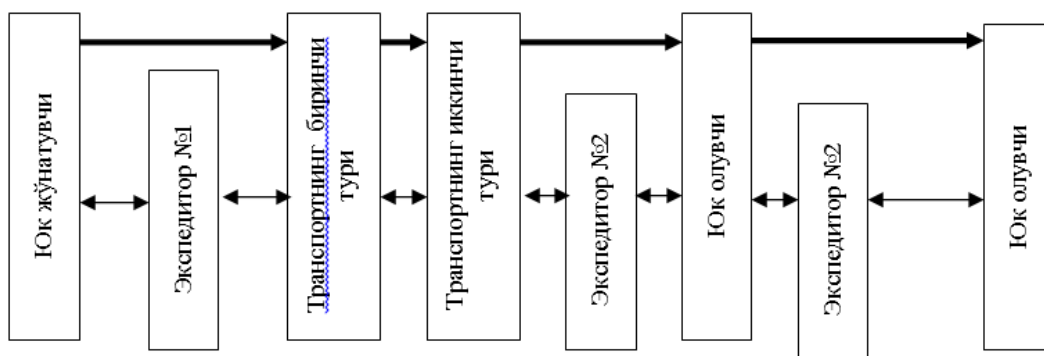 Юк жўнатувчи
Экспедитор №1
Транспортнинг биринчи
тури
Транспортнинг иккинчи
тури
Экспедитор №2
Юк олувчи
Экспедитор №2
Юк олувчи